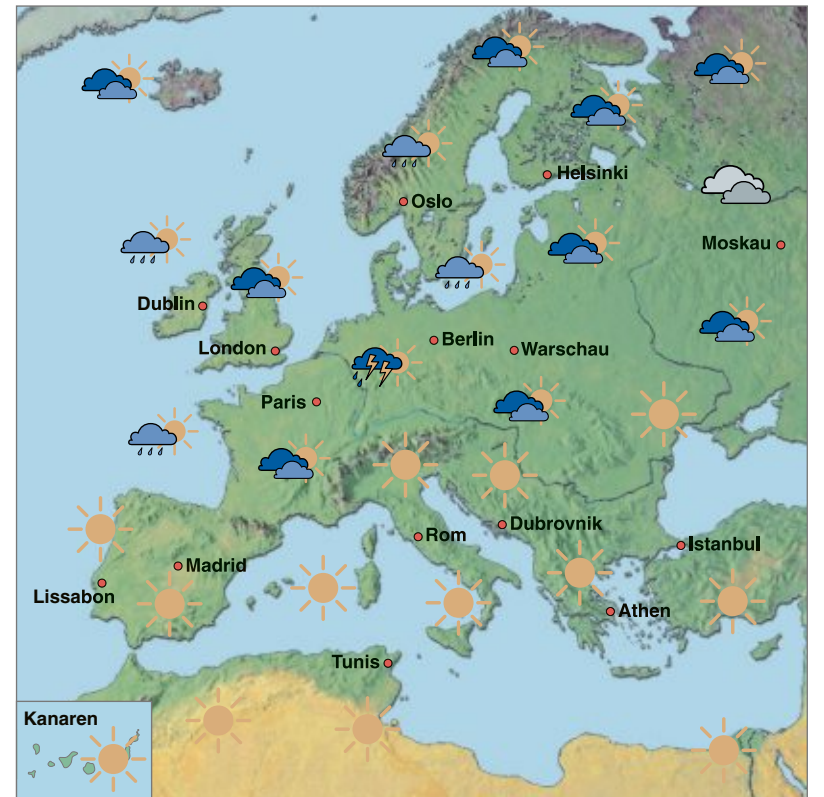 Helsinki
Oslo
Moskau
Dublin
London
Berlin
Warschau
Paris
Dubrovnik
Rom
Istanbul
Madrid
Lissabon
Athen
Tunis
Kanaren